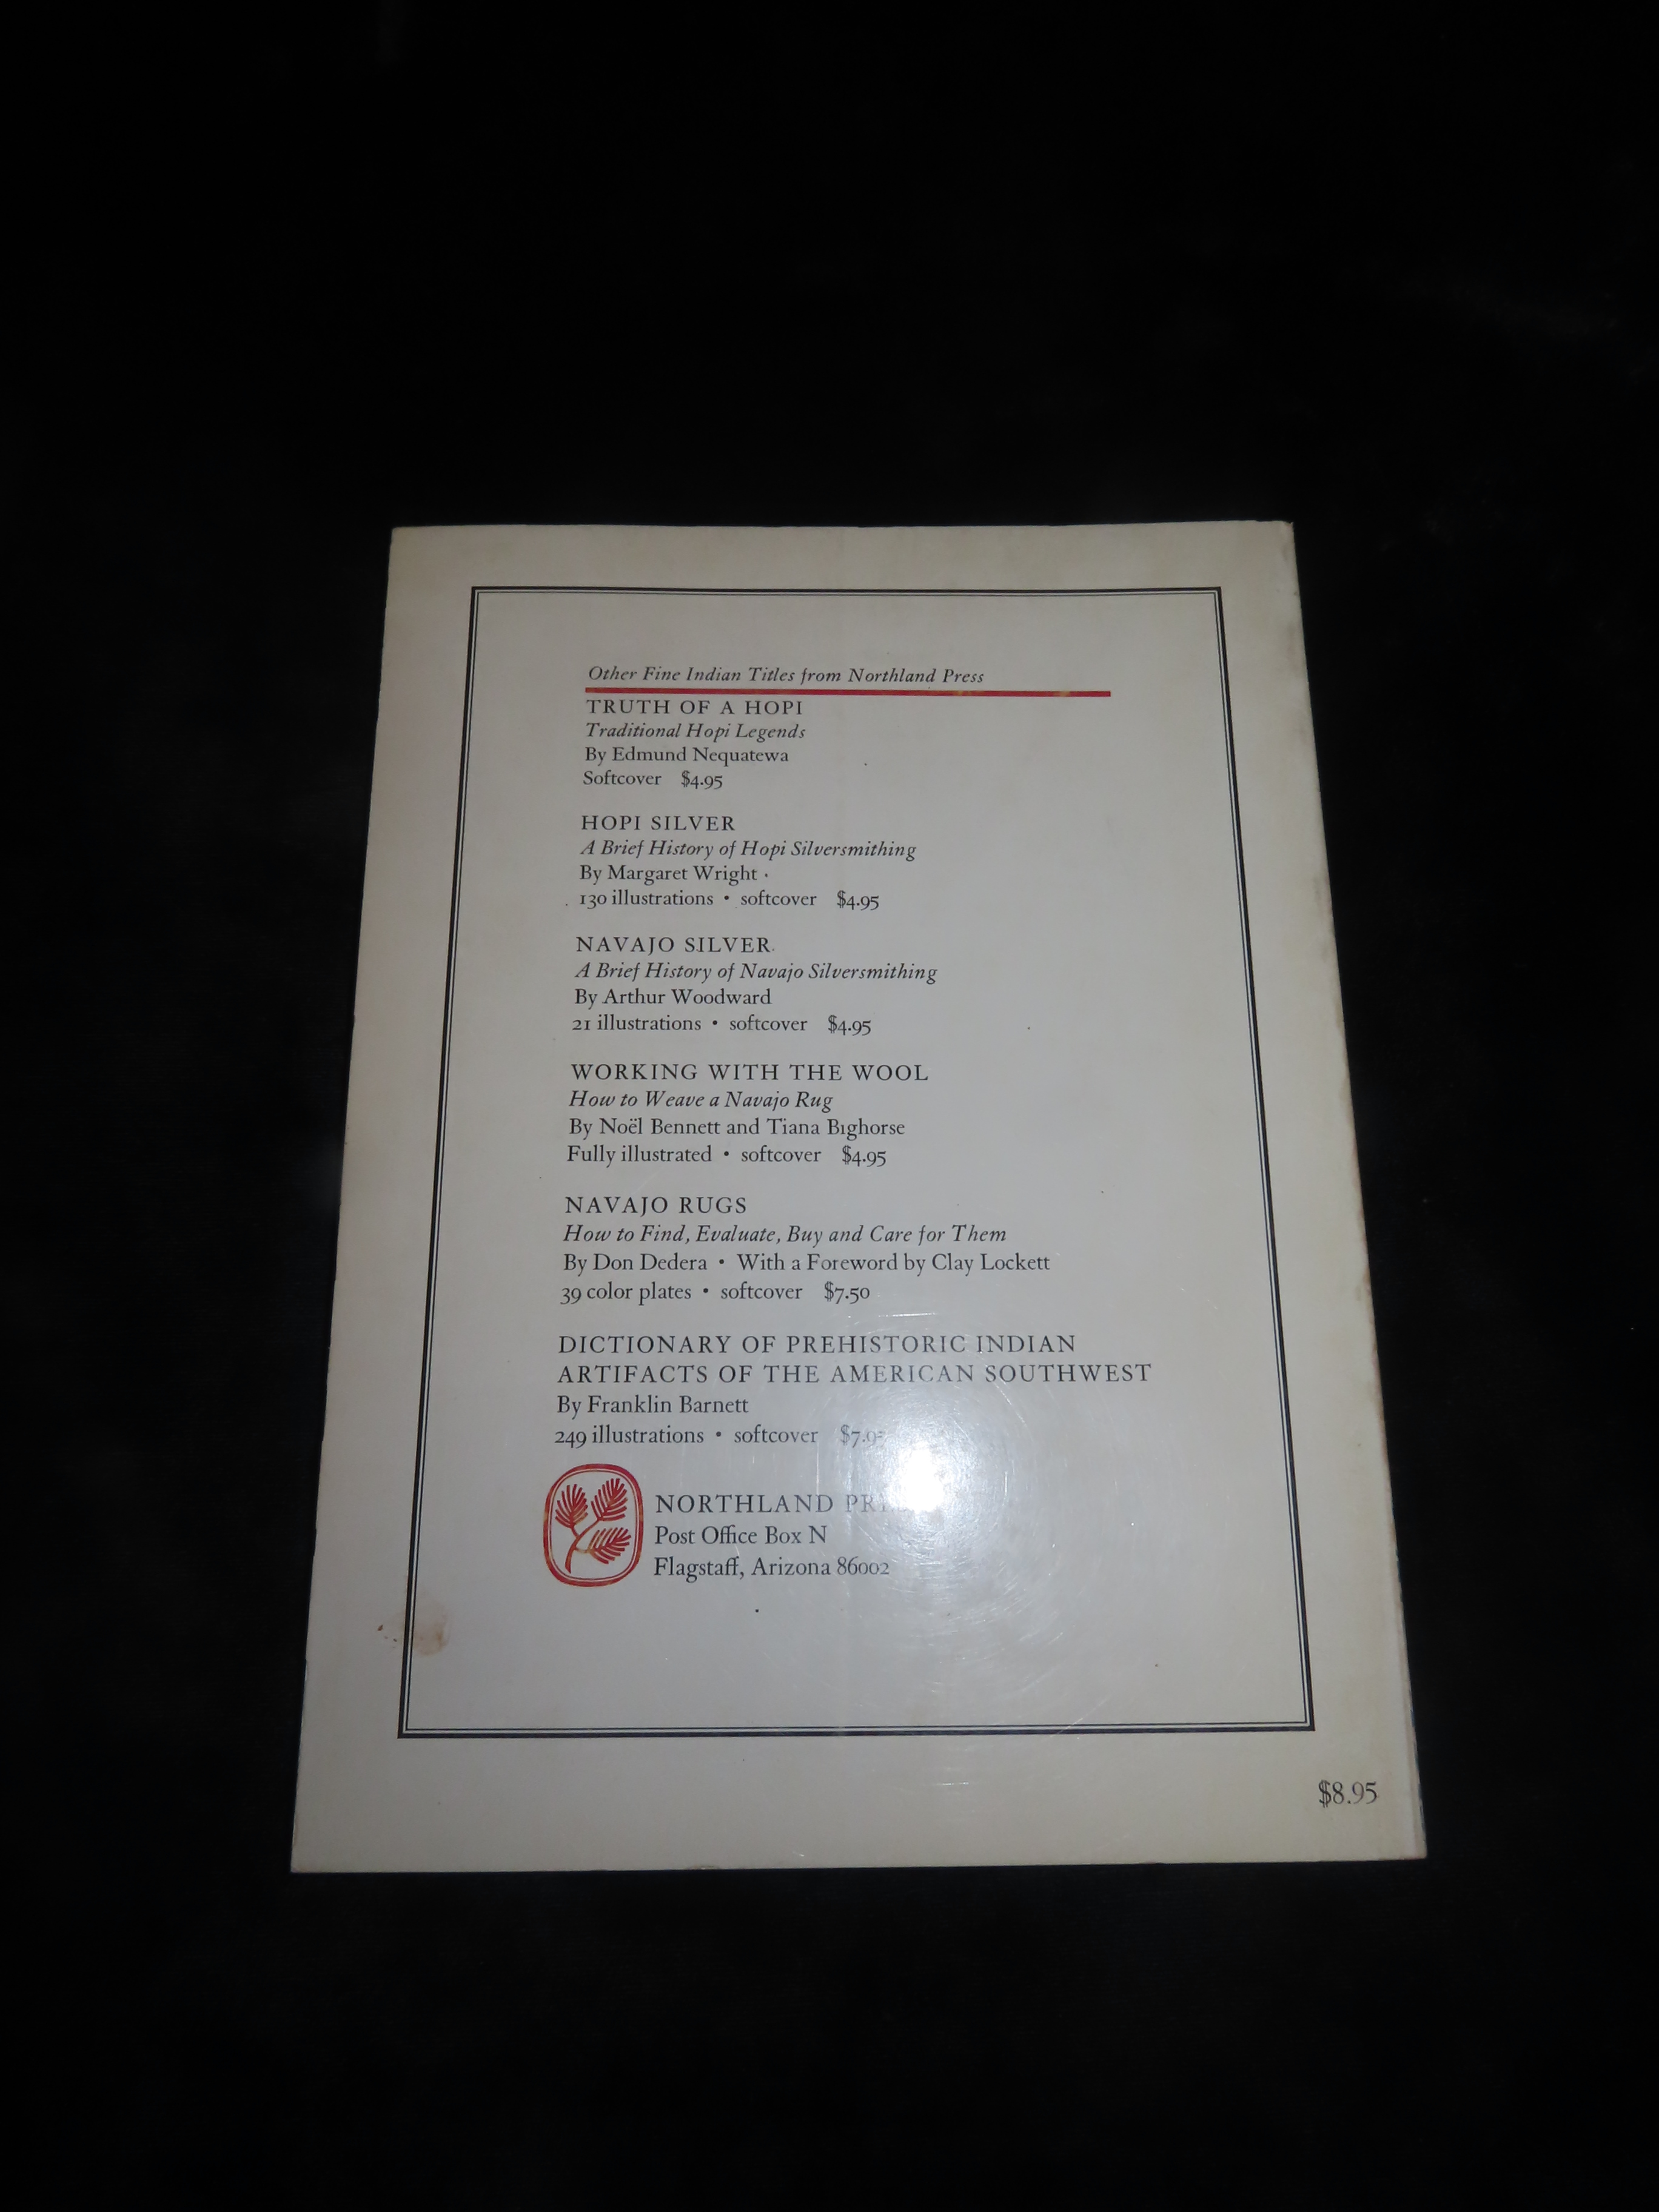 Other Fine Indian Titles from Northland Press
TRUTH OF A HOPI
Traditional Hopi Legends
By Edmund Nequatewa
Softcover $4.95
HOPI SILVER
A Brief History of Hopi Silversmithing
By Margaret Wright
130 illustrations • softcover $4.95
NAVAJO SILVER
A Brief History of Navajo Silversmithing
By Arthur Woodward
21 illustrations • softcover $4.95
WORKING WITH THE WOOL
How to Weave a Navajo Rug
By Noël Bennett and Tiana Bighorse
Fully illustrated • softcover $4.95
NAVAJO RUGS
How to Find, Evaluate, Buy and Care for Them
By Don Dedera • With a Foreword by Clay Lockett
39 color plates • softcover $7.50
DICTIONARY OF PREHISTORIC INDIAN
ARTIFACTS OF THE AMERICAN SOUTHWEST
By Franklin Barnett
249 illustrations • softcover $7.95
NORTHLAND
Post Office Box N
Flagstaff, Arizona 86002
$8.95